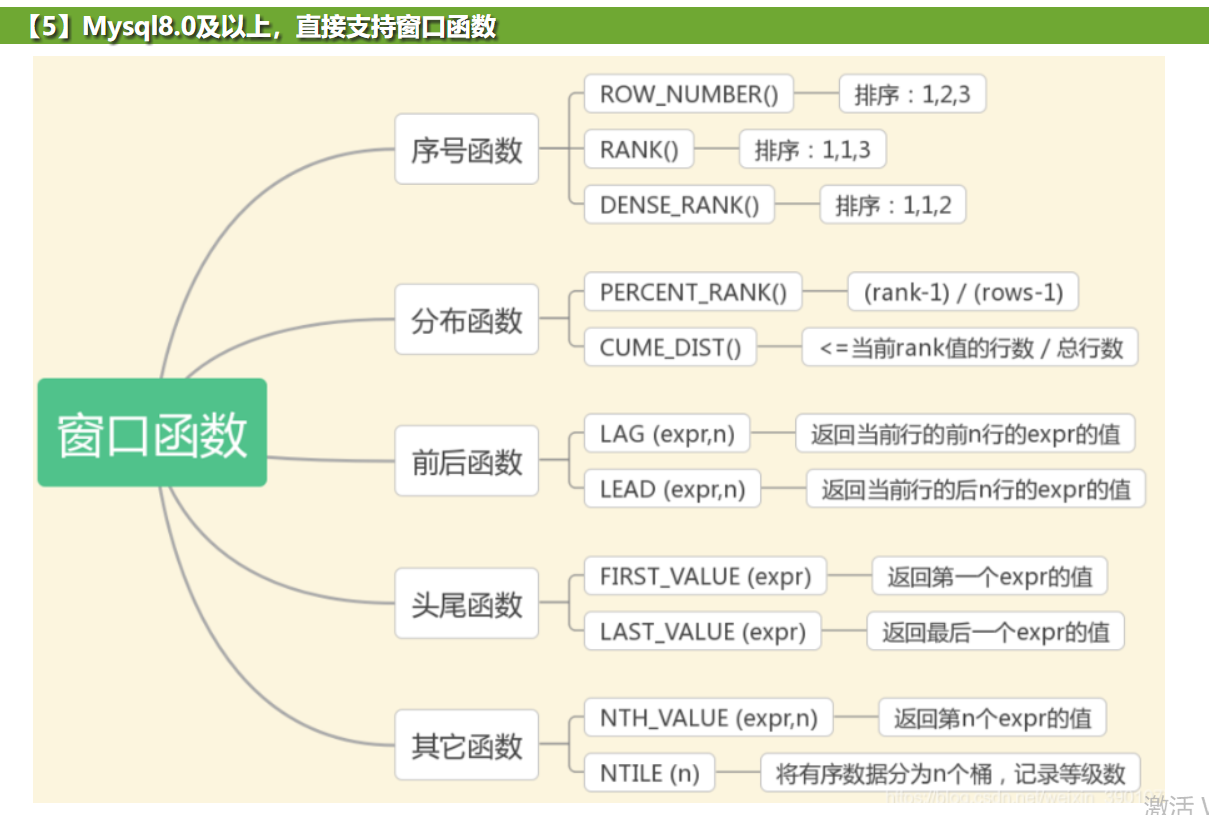 【5】Mysql8.0及以上，直接支持窗口函数
窗口函数
序号函数
ROW_NUMBER()
排序：1,2,3
RANK()
排序：1,1,3
DENSE_RANK()
排序：1,1,2
分布函数
PERCENT_RANK()
(rank-1) / (rows-1)
CUME_DIST()
<=当前rank值的行数 / 总行数
前后函数
LAG (expr,n)
返回当前行的前n行的expr的值
LEAD (expr,n)
返回当前行的后n行的expr的值
头尾函数
FIRST_VALUE (expr)
返回第一个expr的值
LAST_VALUE (expr)
返回最后一个expr的值
其它函数
NTH_VALUE (expr,n)
返回第n个expr的值
NTILE (n)
将有序数据分为n个桶，记录等级数
激活